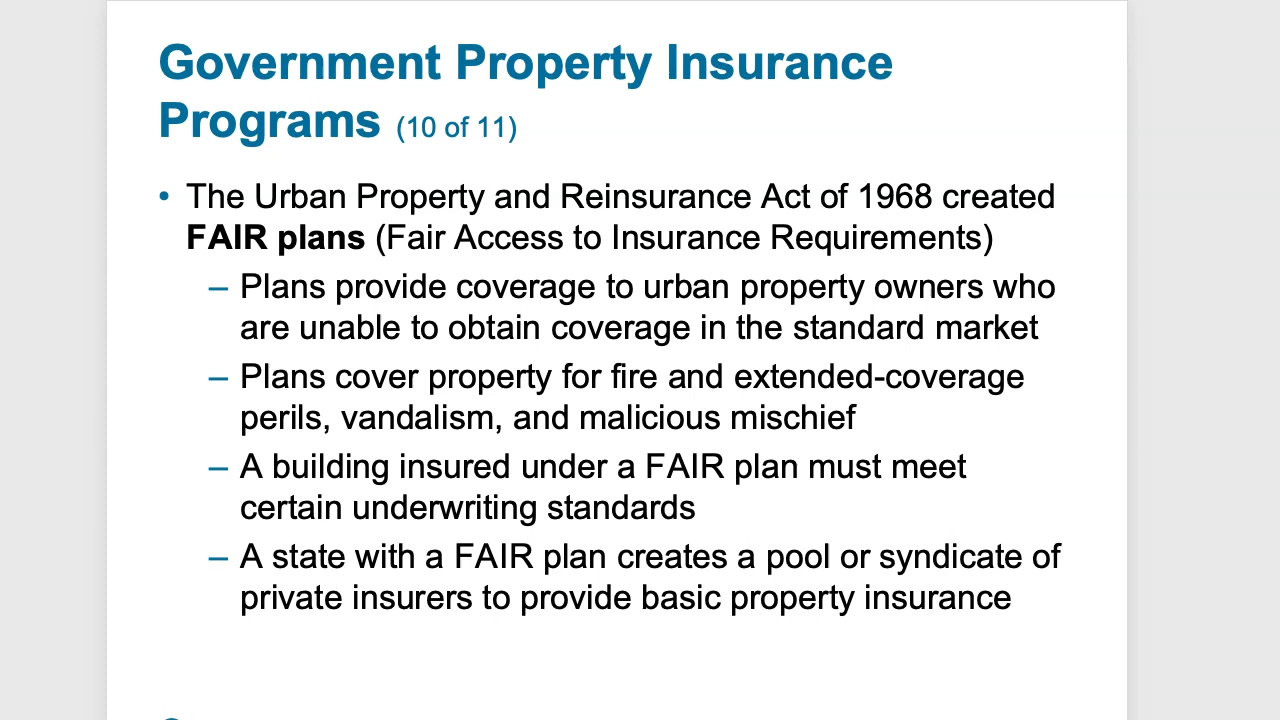 Government Property Insurance
Programs (10 of 11)
• The Urban Property and Reinsurance Act of 1968 created
FAIR plans (Fair Access to Insurance Requirements)
– Plans provide coverage to urban property owners who
are unable to obtain coverage in the standard market
– Plans cover property for fire and extended-coverage
perils, vandalism, and malicious mischief
– A building insured under a FAIR plan must meet
certain underwriting standards
– A state with a FAIR plan creates a pool or syndicate of
private insurers to provide basic property insurance